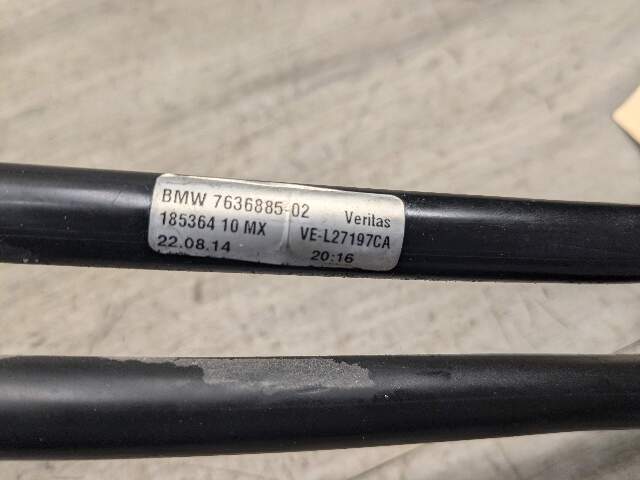 BMW 7636885-02 Veritas
185364 10 MX VE-L27197CA
22.08.14 20:16